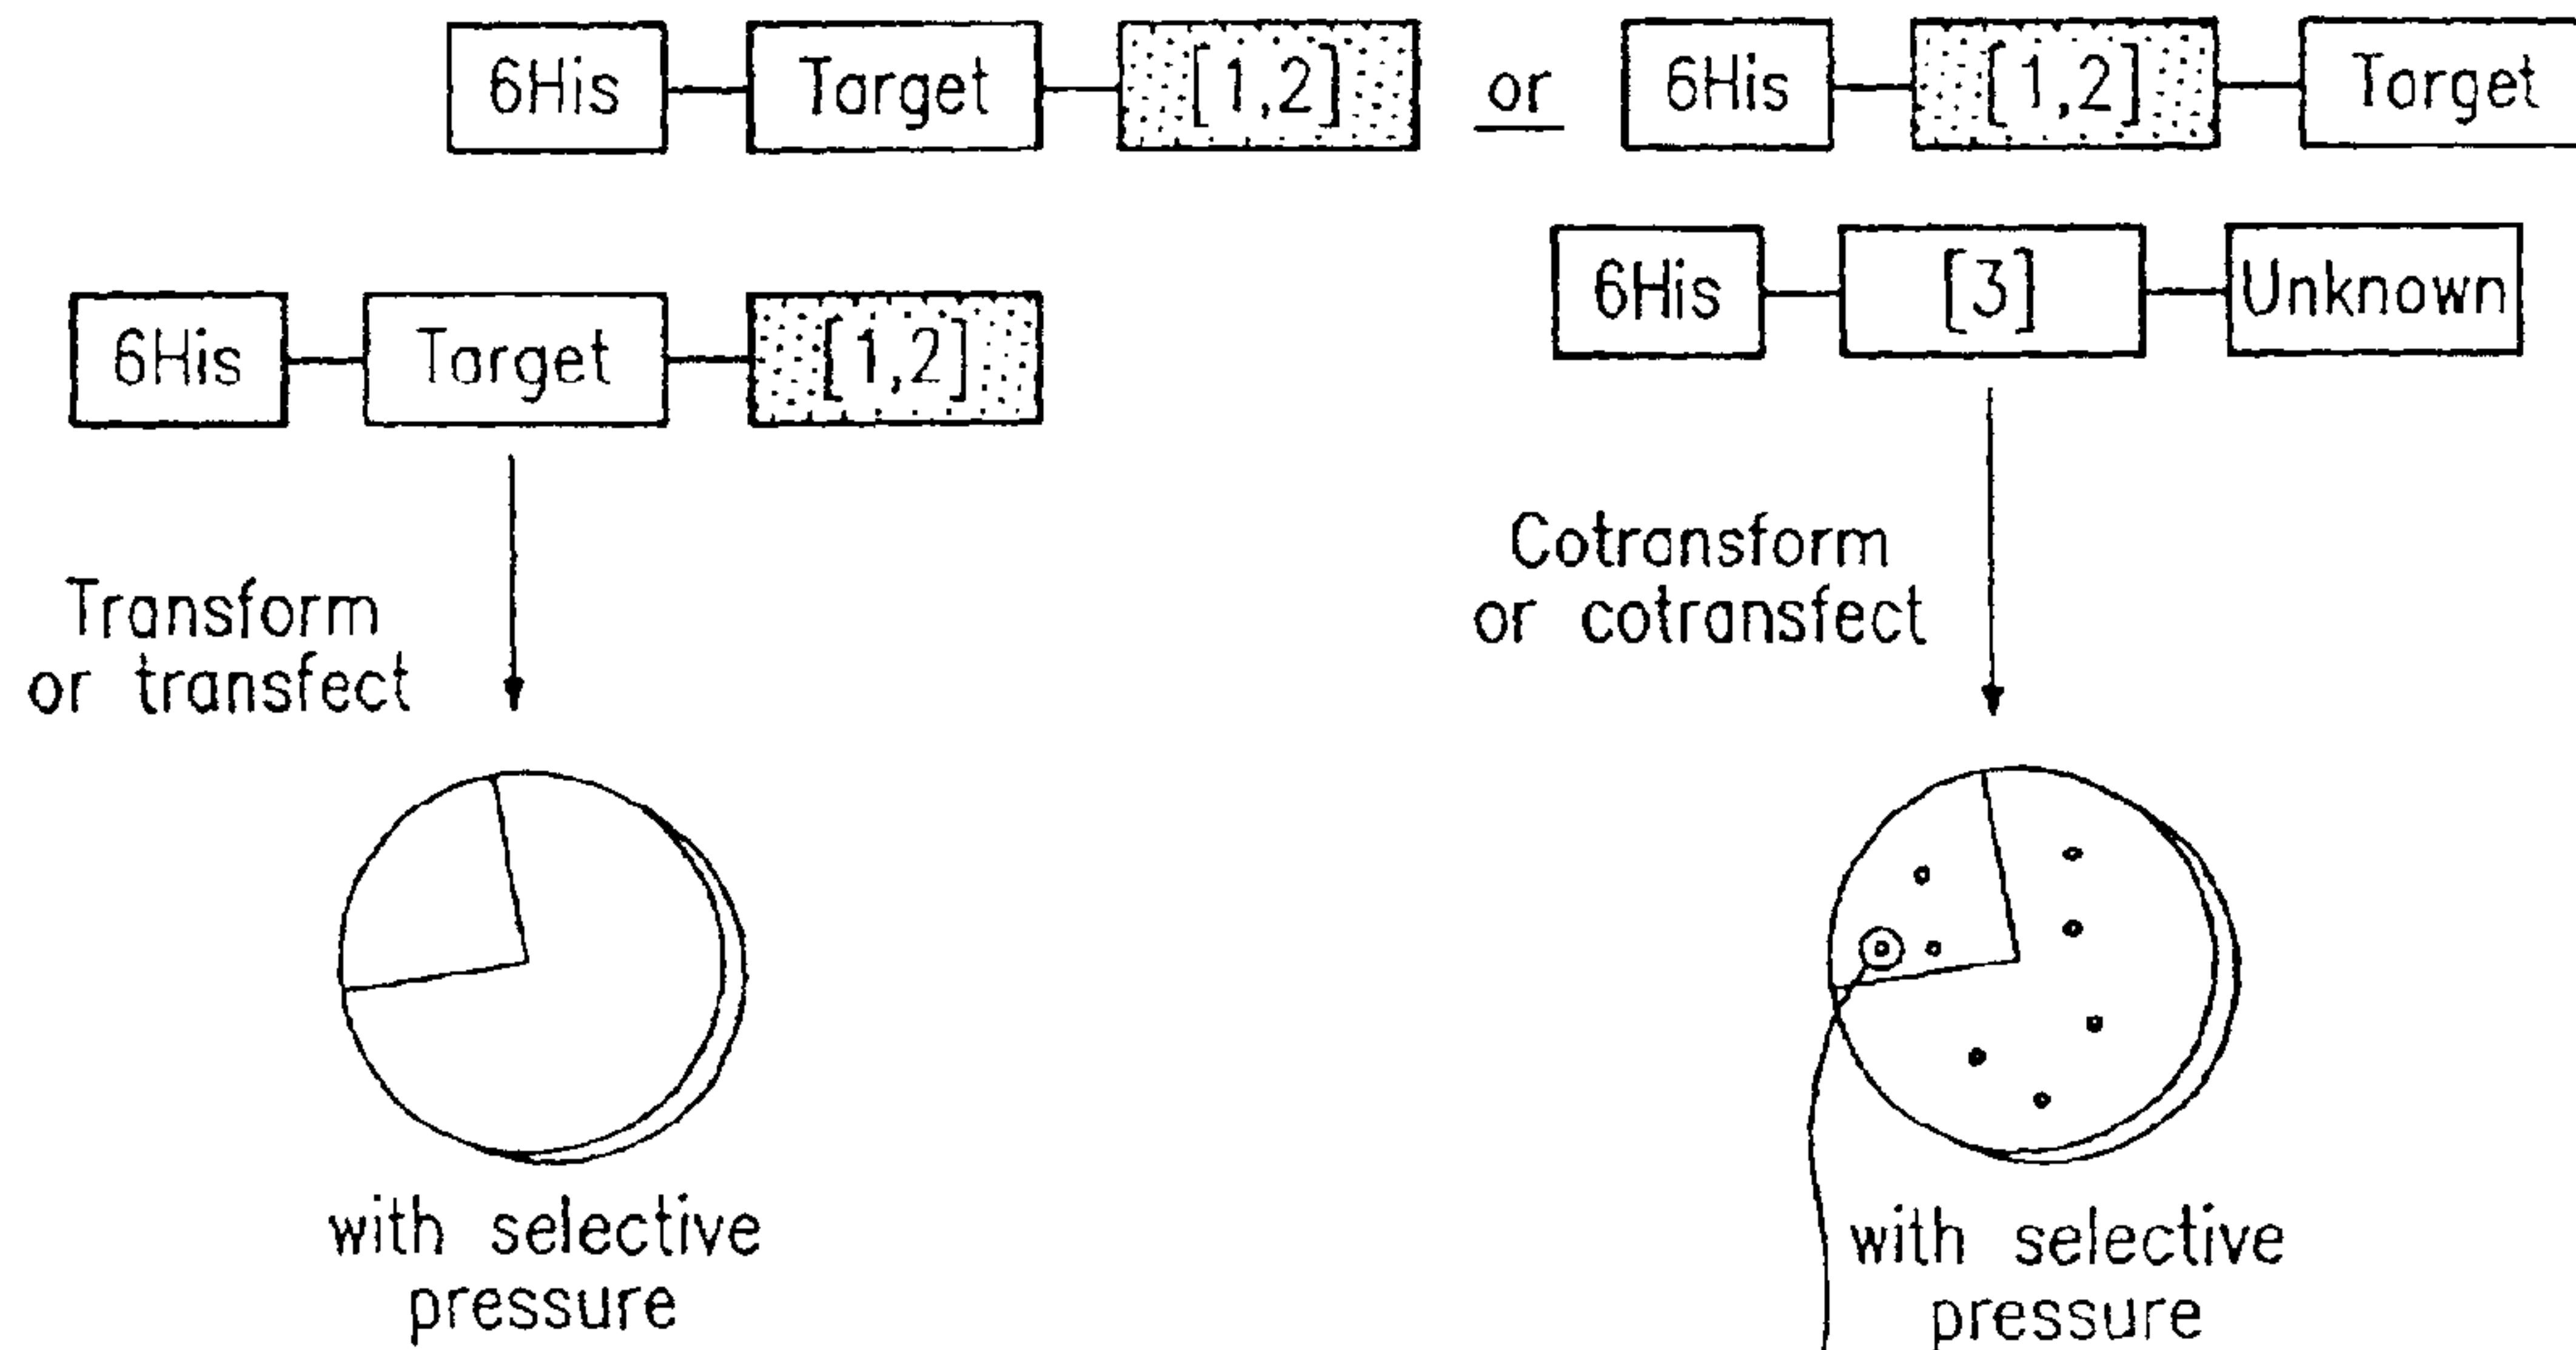 6His Target [1,2] or 6His [1,2] Target
6His [3] Unknown
6His Target [1,2]
Cotransform
or cotransfect
Transform
or transfect
with selective
pressure
with selective
pressure